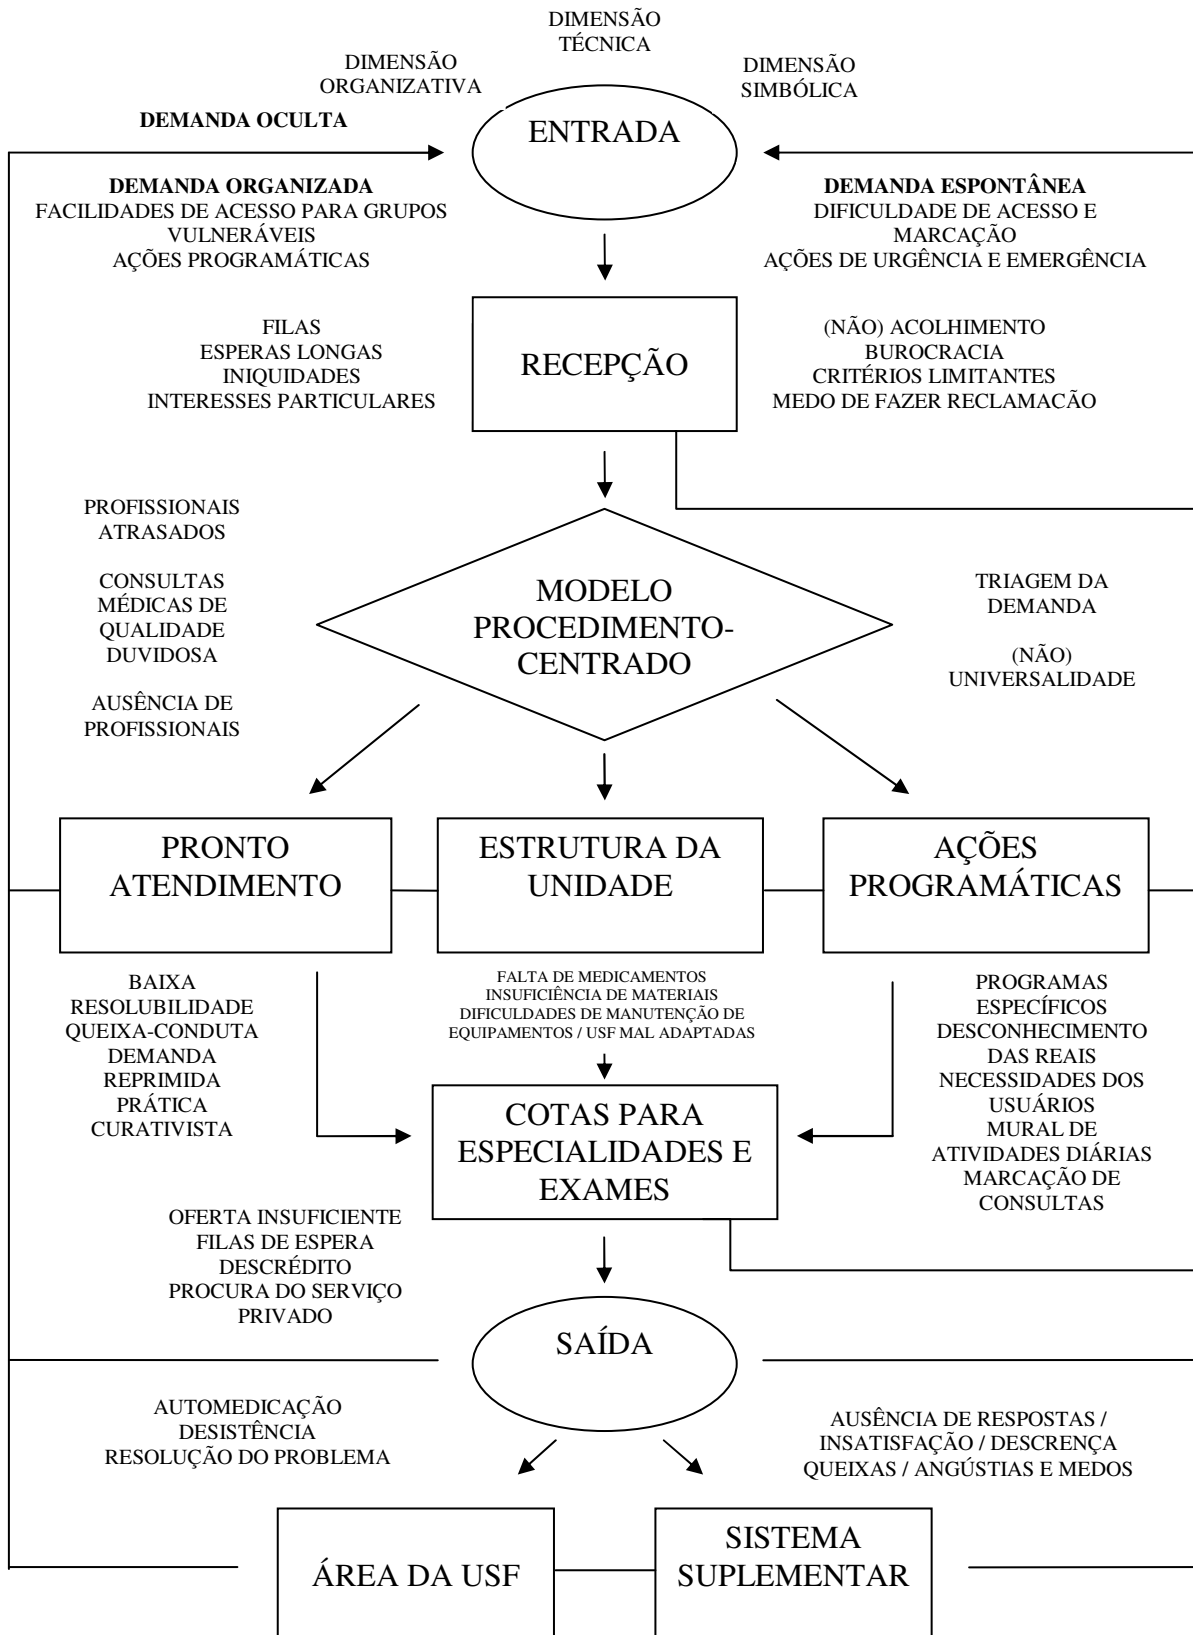 DIMENSÃO
TÉCNICA
DIMENSÃO
ORGANIZATIVA
DIMENSÃO
SIMBÓLICA
DEMANDA OCULTA
ENTRADA
DEMANDA ORGANIZADA
FACILIDADES DE ACESSO PARA GRUPOS
VULNERÁVEIS
AÇÕES PROGRAMÁTICAS
DEMANDA ESPONTÂNEA
DIFICULDADE DE ACESSO E
MARCAÇÃO
AÇÕES DE URGÊNCIA E EMERGÊNCIA
FILAS
ESPERAS LONGAS
INIQUIDADES
INTERESSES PARTICULARES
RECEPÇÃO
(NÃO) ACOLHIMENTO
BUROCRACIA
CRITÉRIOS LIMITANTES
MEDO DE FAZER RECLAMACÃO
PROFISSIONAIS
ATRASADOS
CONSULTAS
MÉDICAS DE
QUALIDADE
DUVIDOSA
AUSÊNCIA DE
PROFISSIONAIS
MODELO
PROCEDIMENTO-
CENTRADO
TRIAGEM DA
DEMANDA
(NÃO)
UNIVERSALIDADE
PRONTO
ATENDIMENTO
ESTRUTURA DA
UNIDADE
AÇÕES
PROGRAMÁTICAS
BAIXA
RESOLUBILIDADE
QUEIXA-CONDUTA
DEMANDA
REPRIMIDA
PRÁTICA
CURATIVISTA
FALTA DE MEDICAMENTOS
INSUFICIÊNCIA DE MATERIAIS
DIFICULDADES DE MANUTENÇÃO DE
EQUIPAMENTOS / USF MAL ADAPTADAS
PROGRAMAS
ESPECÍFICOS
DESCONHECIMENTO
DAS REAIS
NECESSIDADES DOS
USUÁRIOS
MURAL DE
ATIVIDADES DIÁRIAS
MARCAÇÃO DE
CONSULTAS
COTAS PARA
ESPECIALIDADES E
EXAMES
OFERTA INSUFICIENTE
FILAS DE ESPERA
DESCRÉDITO
PROCURA DO SERVIÇO
PRIVADO
SAÍDA
AUTOMEDICAÇÃO
DESISTÊNCIA
RESOLUÇÃO DO PROBLEMA
AUSÊNCIA DE RESPOSTAS /
INSATISFAÇÃO / DESCRENÇA
QUEIXAS / ANGÚSTIAS E MEDOS
ÁREA DA USF
SISTEMA
SUPLEMENTAR